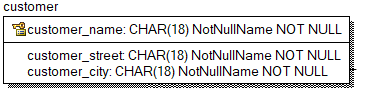 customer
customer_name: CHAR(18) NotNullName NOT NULL
customer_street: CHAR(18) NotNullName NOT NULL
customer_city: CHAR(18) NotNullName NOT NULL